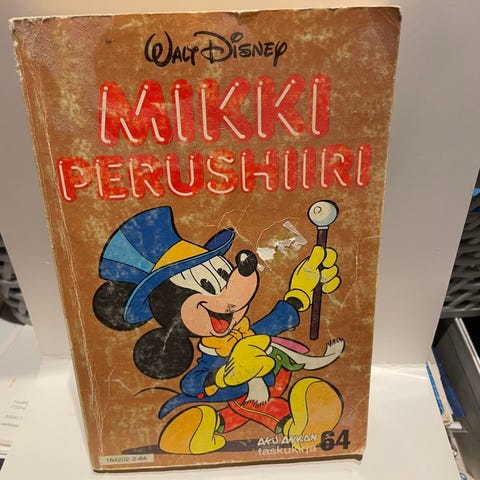 WALT DISNEY
MIKKI
PERUSHIIRI
AKU ANKAN
taskukirja 64
164202-2-64